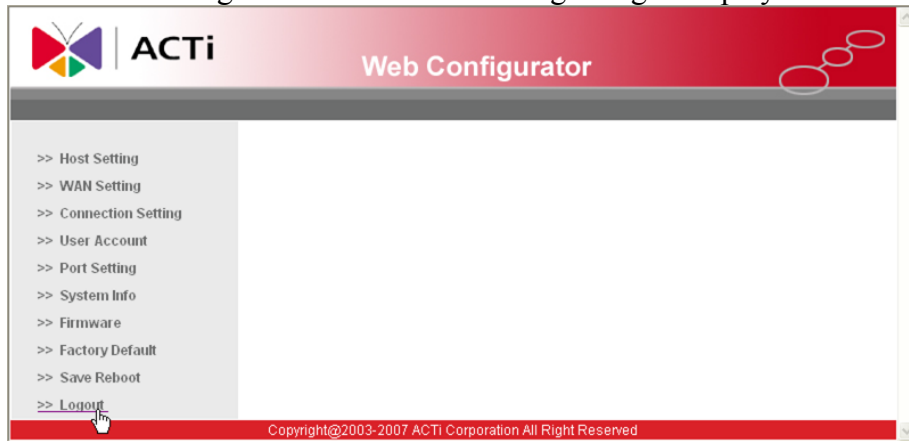 ACTi
Web Configurator
>> Host Setting
>> WAN Setting
>> Connection Setting
>> User Account
>> Port Setting
>> System Info
>> Firmware
>> Factory Default
>> Save Reboot
>> Logout
Copyright@2003-2007 ACTi Corporation All Right Reserved